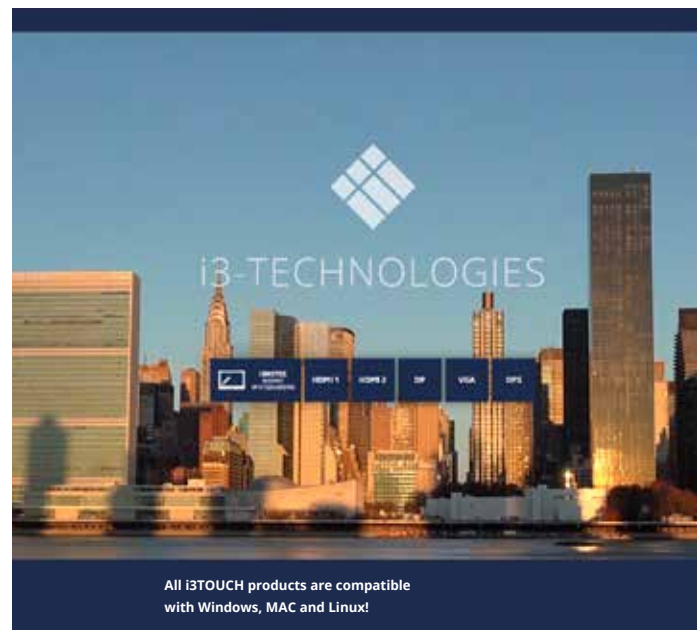 i3-TECHNOLOGIES
i3NOTES
HDMI 1
HDMI 2
DP
VGA
OPS
All i3TOUCH products are compatible
with Windows, MAC and Linux!